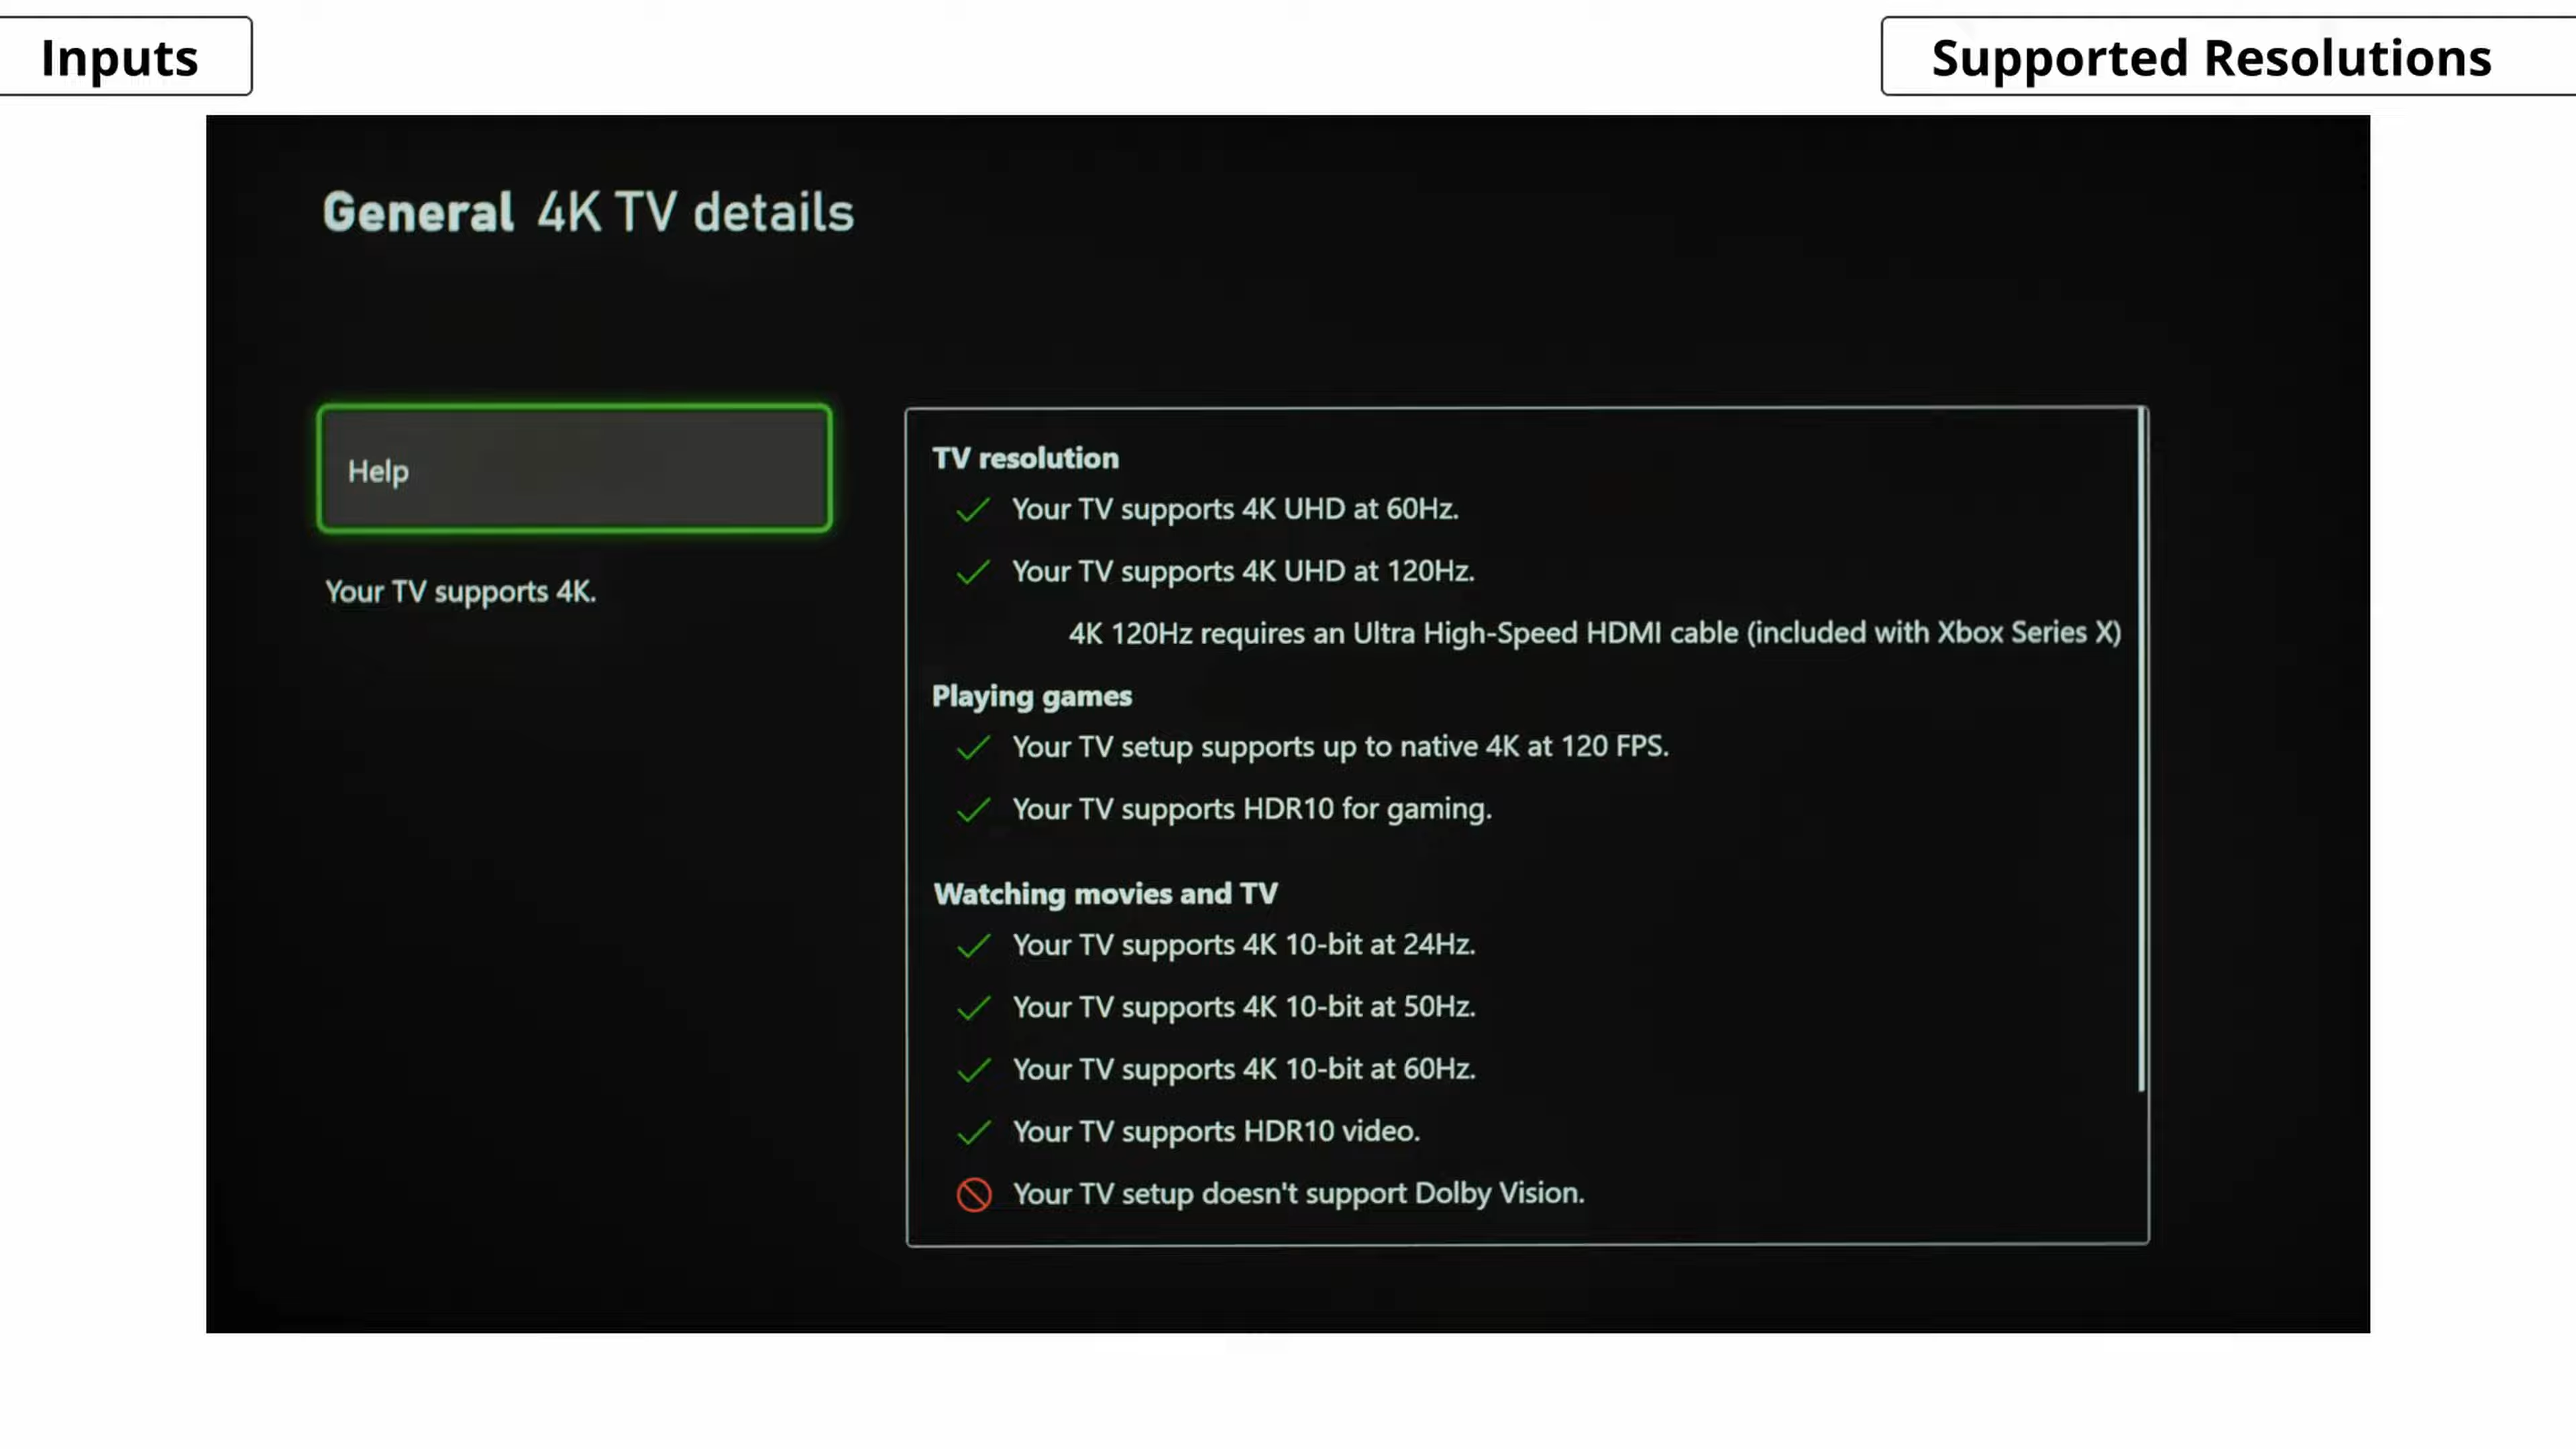 Inputs
Supported Resolutions
General 4K TV details
Help
Your TV supports 4K.
TV resolution
Your TV supports 4K UHD at 60Hz.
Your TV supports 4K UHD at 120Hz.
4K 120Hz requires an Ultra High-Speed HDMI cable (included with Xbox Series X)
Playing games
Your TV setup supports up to native 4K at 120 FPS.
Your TV supports HDR10 for gaming.
Watching movies and TV
Your TV supports 4K 10-bit at 24Hz.
Your TV supports 4K 10-bit at 50Hz.
Your TV supports 4K 10-bit at 60Hz.
Your TV supports HDR10 video.
Your TV setup doesn't support Dolby Vision.